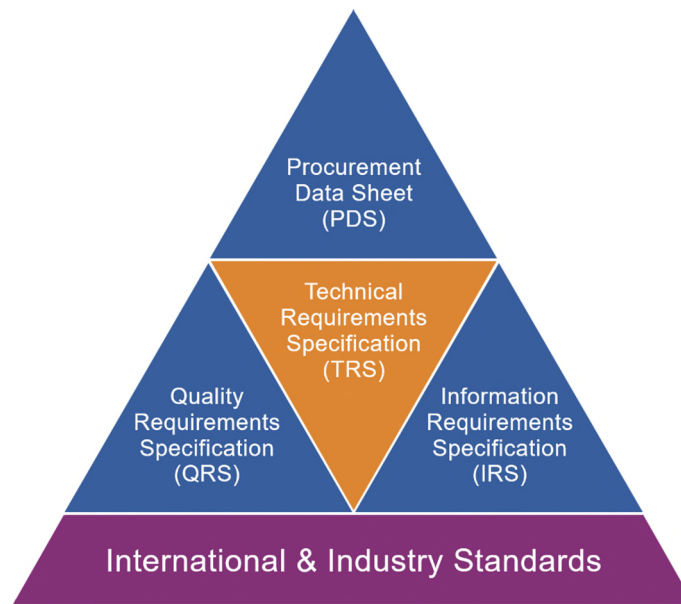 Procurement
Data Sheet
(PDS)
Technical
Requirements
Specification
(TRS)
Quality
Requirements
Specification
(QRS)
Information
Requirements
Specification
(IRS)
International & Industry Standards